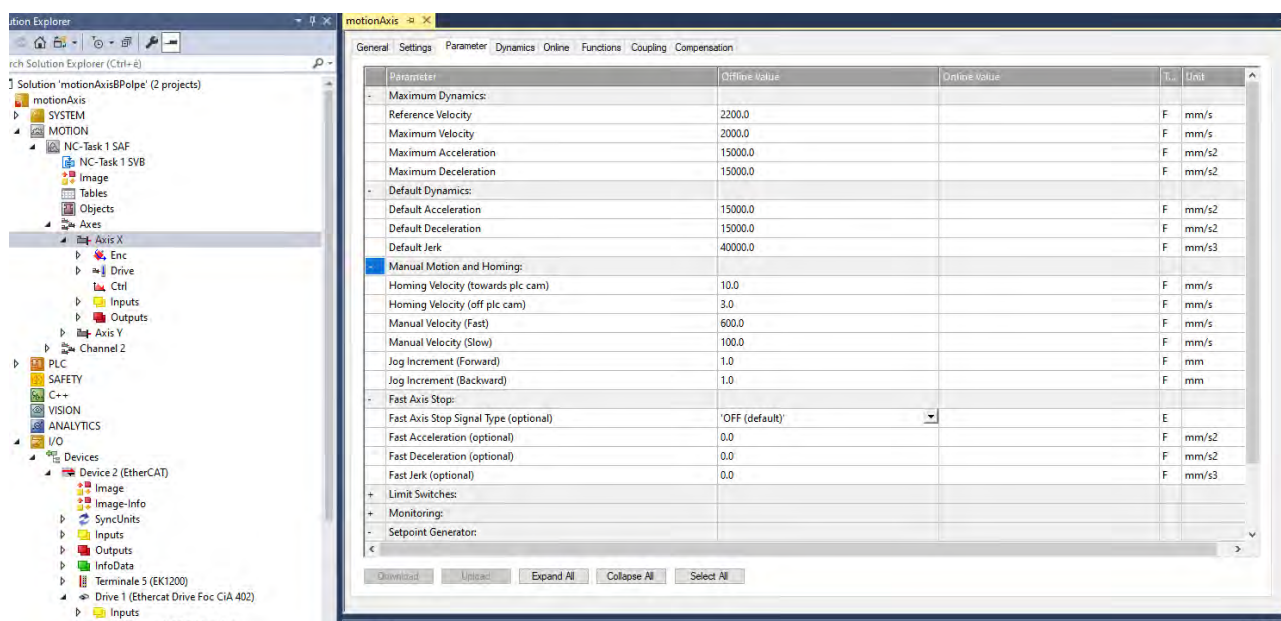 ution Explorer
motionAxis
rch Solution Explorer (Ctrl+è)
Solution 'motionAxisBPolpe' (2 projects)
motionAxis
SYSTEM
MOTION
NC-Task 1 SAF
NC-Task 1 SVB
Image
Tables
Objects
Axes
Axis X
Enc
Drive
Ctrl
Inputs
Outputs
Axis Y
Channel 2
PLC
SAFETY
C++
VISION
ANALYTICS
I/O
Devices
Device 2 (EtherCAT)
Image
Image-Info
SyncUnits
Inputs
Outputs
InfoData
Terminale 5 (EK1200)
Drive 1 (Ethercat Drive Foc CiA 402)
Inputs
General Settings Parameter Dynamics Online Functions Coupling Compensation
Parameter Offline Value Online Value T... Unit
- Maximum Dynamics:
Reference Velocity 2200.0 F mm/s
Maximum Velocity 2000.0 F mm/s
Maximum Acceleration 15000.0 F mm/s2
Maximum Deceleration 15000.0 F mm/s2
- Default Dynamics:
Default Acceleration 15000.0 F mm/s2
Default Deceleration 15000.0 F mm/s2
Default Jerk 40000.0 F mm/s3
- Manual Motion and Homing:
Homing Velocity (towards plc cam) 10.0 F mm/s
Homing Velocity (off plc cam) 3.0 F mm/s
Manual Velocity (Fast) 600.0 F mm/s
Manual Velocity (Slow) 100.0 F mm/s
Jog Increment (Forward) 1.0 F mm
Jog Increment (Backward) 1.0 F mm
- Fast Axis Stop:
Fast Axis Stop Signal Type (optional) 'OFF (default)' E
Fast Acceleration (optional) 0.0 F mm/s2
Fast Deceleration (optional) 0.0 F mm/s2
Fast Jerk (optional) 0.0 F mm/s3
+ Limit Switches:
+ Monitoring:
- Setpoint Generator:
Download Upload Expand All Collapse All Select All